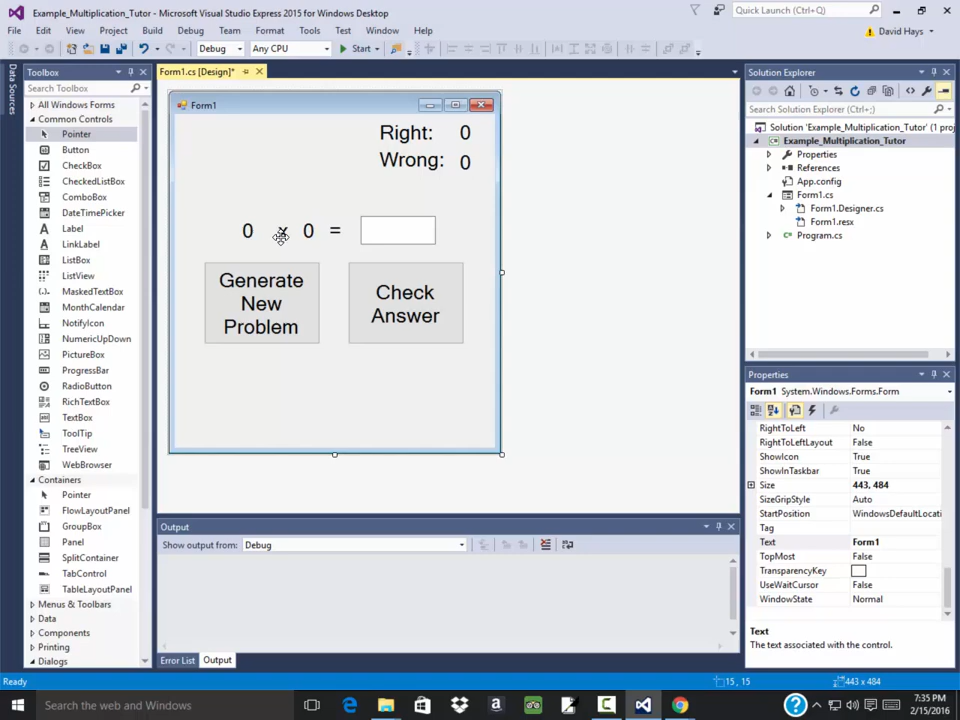 Example_Multiplication_Tutor - Microsoft Visual Studio Express 2015 for Windows Desktop
Quick Launch (Ctrl+Q)
File Edit View Project Build Debug Team Format Tools Test Window Help
David Hays
Debug
Any CPU
Start
Data Sources
Toolbox
Search Toolbox
All Windows Forms
Common Controls
Pointer
Button
CheckBox
CheckedListBox
ComboBox
DateTimePicker
Label
LinkLabel
ListBox
ListView
MaskedTextBox
MonthCalendar
NotifyIcon
NumericUpDown
PictureBox
ProgressBar
RadioButton
RichTextBox
TextBox
ToolTip
TreeView
WebBrowser
Containers
Pointer
FlowLayoutPanel
GroupBox
Panel
SplitContainer
TabControl
TableLayoutPanel
Menus & Toolbars
Data
Components
Printing
Dialogs
Form1.cs [Design]*
Form1
Right: 0
Wrong: 0
0 x 0 =
Generate
New
Problem
Check
Answer
Output
Show output from: Debug
Error List Output
Solution Explorer
Search Solution Explorer (Ctrl+;)
Solution 'Example_Multiplication_Tutor' (1 proj
Example_Multiplication_Tutor
Properties
References
App.config
Form1.cs
Form1.Designer.cs
Form1.resx
Program.cs
Properties
Form1 System.Windows.Forms.Form
RightToLeft No
RightToLeftLayout False
ShowIcon True
ShowInTaskbar True
Size 443, 484
SizeGripStyle Auto
StartPosition WindowsDefaultLocati
Tag
Text Form1
TopMost False
TransparencyKey
UseWaitCursor False
WindowState Normal
Text
The text associated with the control.
Ready
15 , 15
443 x 484
Search the web and Windows
7:35 PM
2/15/2016